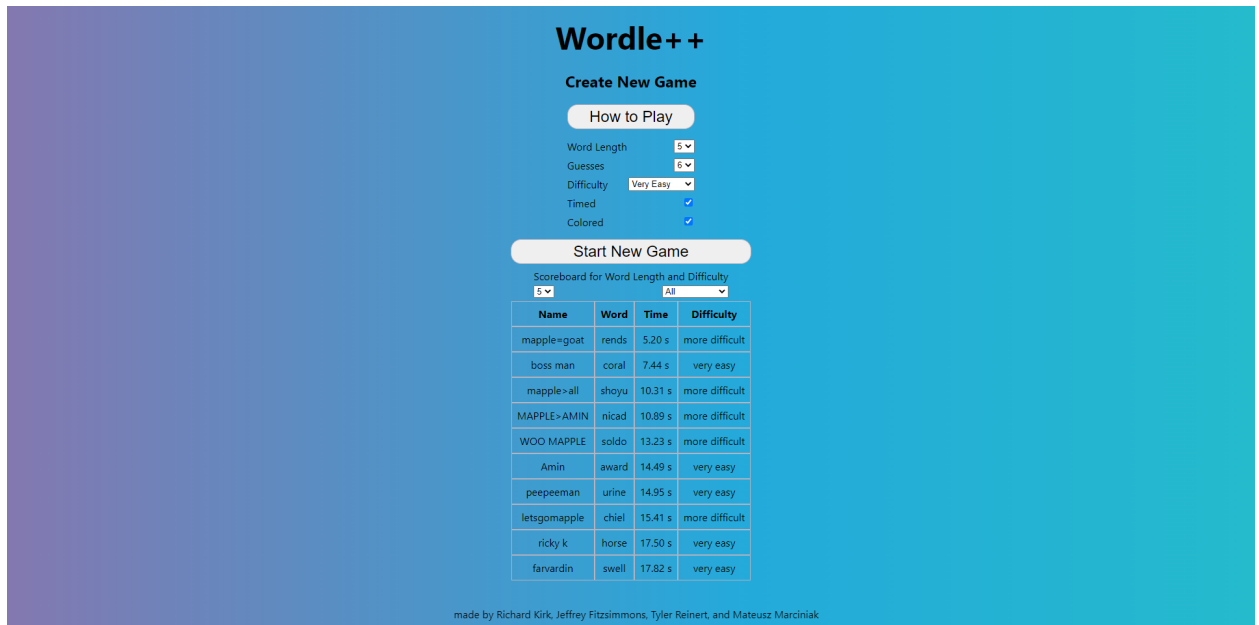 Wordle++
Create New Game
How to Play
Word Length 5
Guesses 6
Difficulty Very Easy
Timed
Colored
Start New Game
Scoreboard for Word Length and Difficulty
5 All
Name Word Time Difficulty
mapple=goat rends 5.20 s more difficult
boss man coral 7.44 s very easy
mapple>all shoyu 10.31 s more difficult
MAPPLE>AMIN nicad 10.89 s more difficult
WOO MAPPLE soldo 13.23 s more difficult
Amin award 14.49 s very easy
peepeeman urine 14.95 s very easy
letsgomapple chiel 15.41 s more difficult
ricky k horse 17.50 s very easy
farvardin swell 17.82 s very easy
made by Richard Kirk, Jeffrey Fitzsimmons, Tyler Reinert, and Mateusz Marciniak